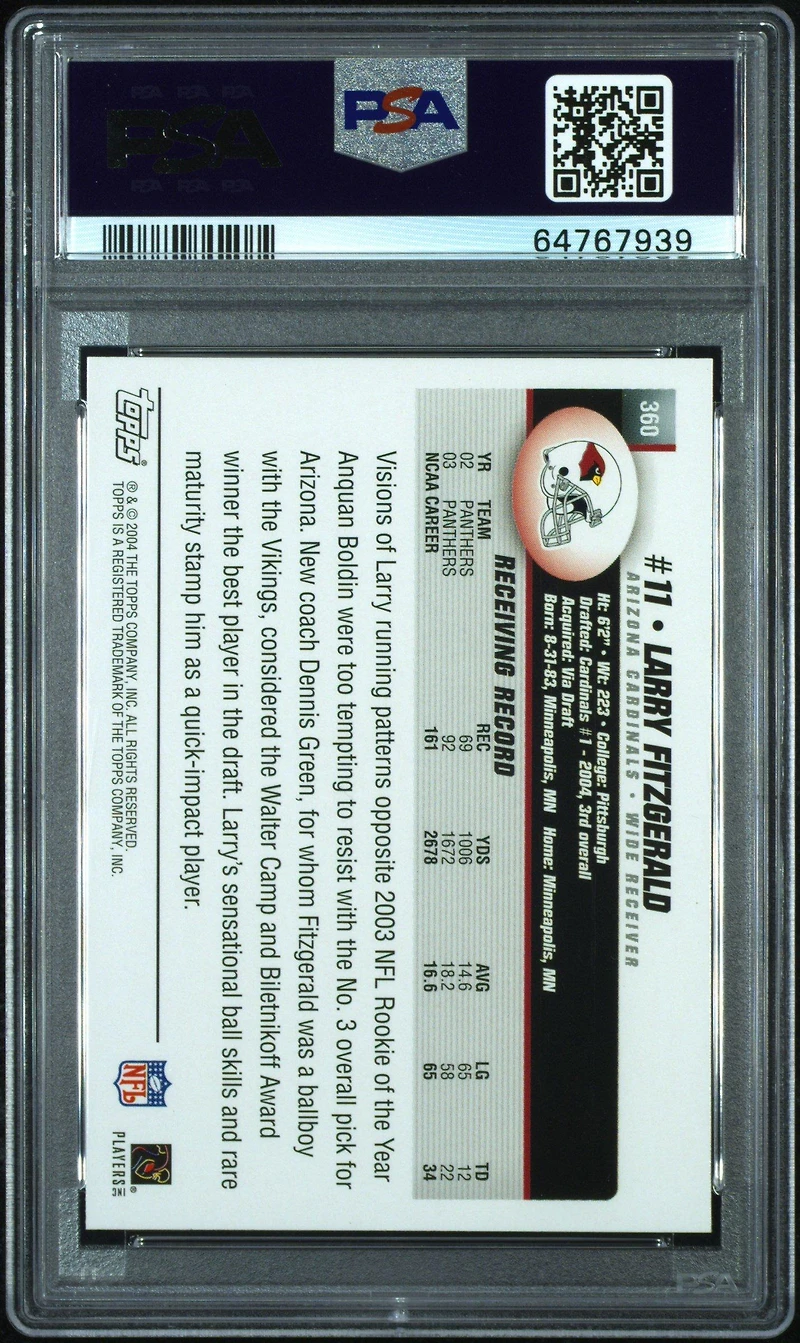 PSA
PSA
64767939
360
#11 • LARRY FITZGERALD
ARIZONA CARDINALS • WIDE RECEIVER
Ht: 6'2" • Wt: 223 • College: Pittsburgh
Drafted: Cardinals #1 - 2004, 3rd overall
Acquired: Via Draft
Born: 8-31-83, Minneapolis, MN Home: Minneapolis, MN
RECEIVING RECORD
YR TEAM REC YDS AVG LG TD
02 PANTHERS 69 1006 14.6 65 12
03 PANTHERS 92 1672 18.2 58 22
NCAA CAREER 161 2678 16.6 65 34
Visions of Larry running patterns opposite 2003 NFL Rookie of the Year
Anquan Boldin were too tempting to resist with the No. 3 overall pick for
Arizona. New coach Dennis Green, for whom Fitzgerald was a ballboy
with the Vikings, considered the Walter Camp and Biletnikoff Award
winner the best player in the draft. Larry's sensational ball skills and rare
maturity stamp him as a quick-impact player.
topps®
® & © 2004 THE TOPPS COMPANY, INC. ALL RIGHTS RESERVED.
TOPPS IS A REGISTERED TRADEMARK OF THE TOPPS COMPANY, INC.
NFL
PLAYERS INC
PSA